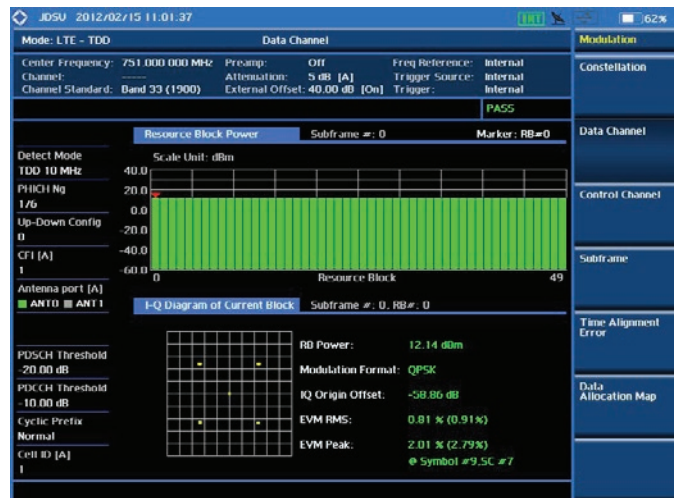 JDSU 2012/02/15 11:01:37
INT
62%
Mode: LTE - TDD
Data Channel
Modulation
Center Frequency: 751.000 000 MHz
Preamp: Off
Freq Reference: Internal
Channel: -----
Attenuation: 5 dB [A]
Trigger Source: Internal
Channel Standard: Band 33 (1900)
External Offset: 40.00 dB [On]
Trigger: Internal
PASS
Constellation
Data Channel
Control Channel
Subframe
Time Alignment
Error
Data
Allocation Map
Resource Block Power
Subframe #: 0
Marker: RB#0
Detect Mode
TDD 10 MHz
PHICH Ng
1/6
Up-Down Config
0
CFI [A]
1
Antenna port [A]
ANT0 ANT1
PDSCH Threshold
-20.00 dB
PDCCH Threshold
-10.00 dB
Cyclic Prefix
Normal
Cell ID [A]
1
Scale Unit: dBm
40.0
20.0
0.0
-20.0
-40.0
-60.0
0
Resource Block
49
I-Q Diagram of Current Block
Subframe #: 0, RB#: 0
RB Power: 12.14 dBm
Modulation Format: QPSK
IQ Origin Offset: -58.86 dB
EVM RMS: 0.81 % (0.91%)
EVM Peak: 2.01 % (2.79%)
@ Symbol #9,SC #7